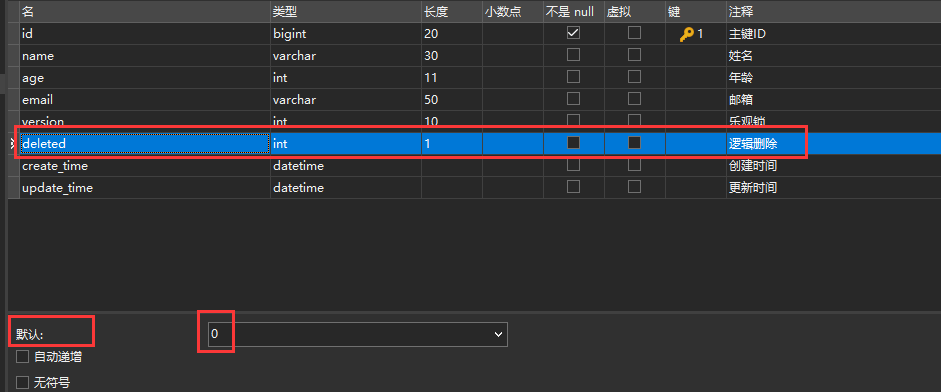 名 类型 长度 小数点 不是 null 虚拟 键 注释
id bigint 20 1 主键ID
name varchar 30 姓名
age int 11 年龄
email varchar 50 邮箱
version int 10 乐观锁
deleted int 1 逻辑删除
create_time datetime 创建时间
update_time datetime 更新时间
默认: 0
自动递增
无符号